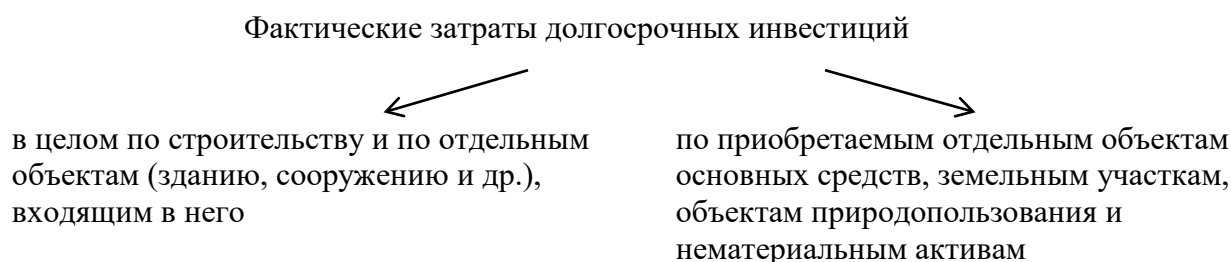 Фактические затраты долгосрочных инвестиций
в целом по строительству и по отдельным
объектам (зданию, сооружению и др.),
входящим в него
по приобретаемым отдельным объектам
основных средств, земельным участкам,
объектам природопользования и
нематериальным активам